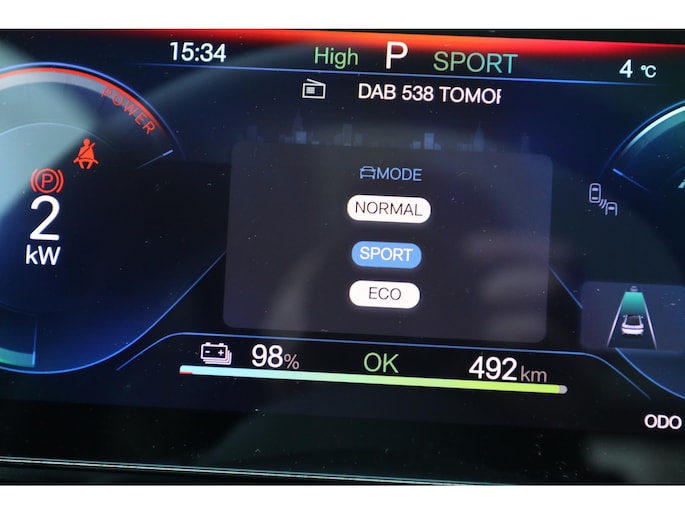 15:34 High P SPORT 4 °C
DAB 538 TOMOR
POWER
MODE
NORMAL
SPORT
ECO
P
2
kW
98% OK 492 km
ODO